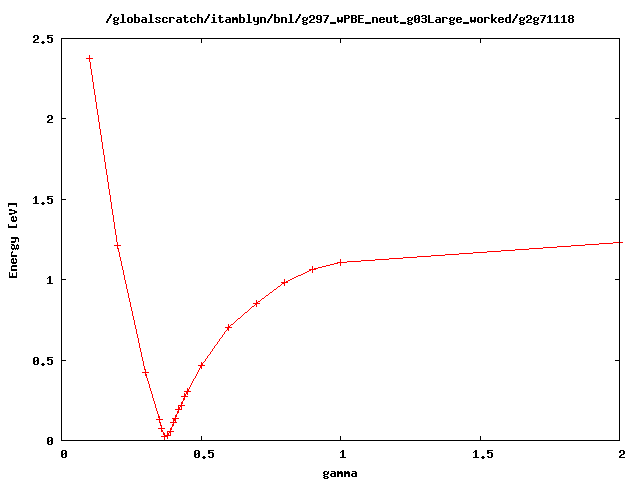 /globalscratch/itamblyn/bnl/g297_wPBE_neut_g03Large_worked/g2g71118
2.5
2
1.5
1
0.5
0
Energy [eV]
0 0.5 1 1.5 2
gamma